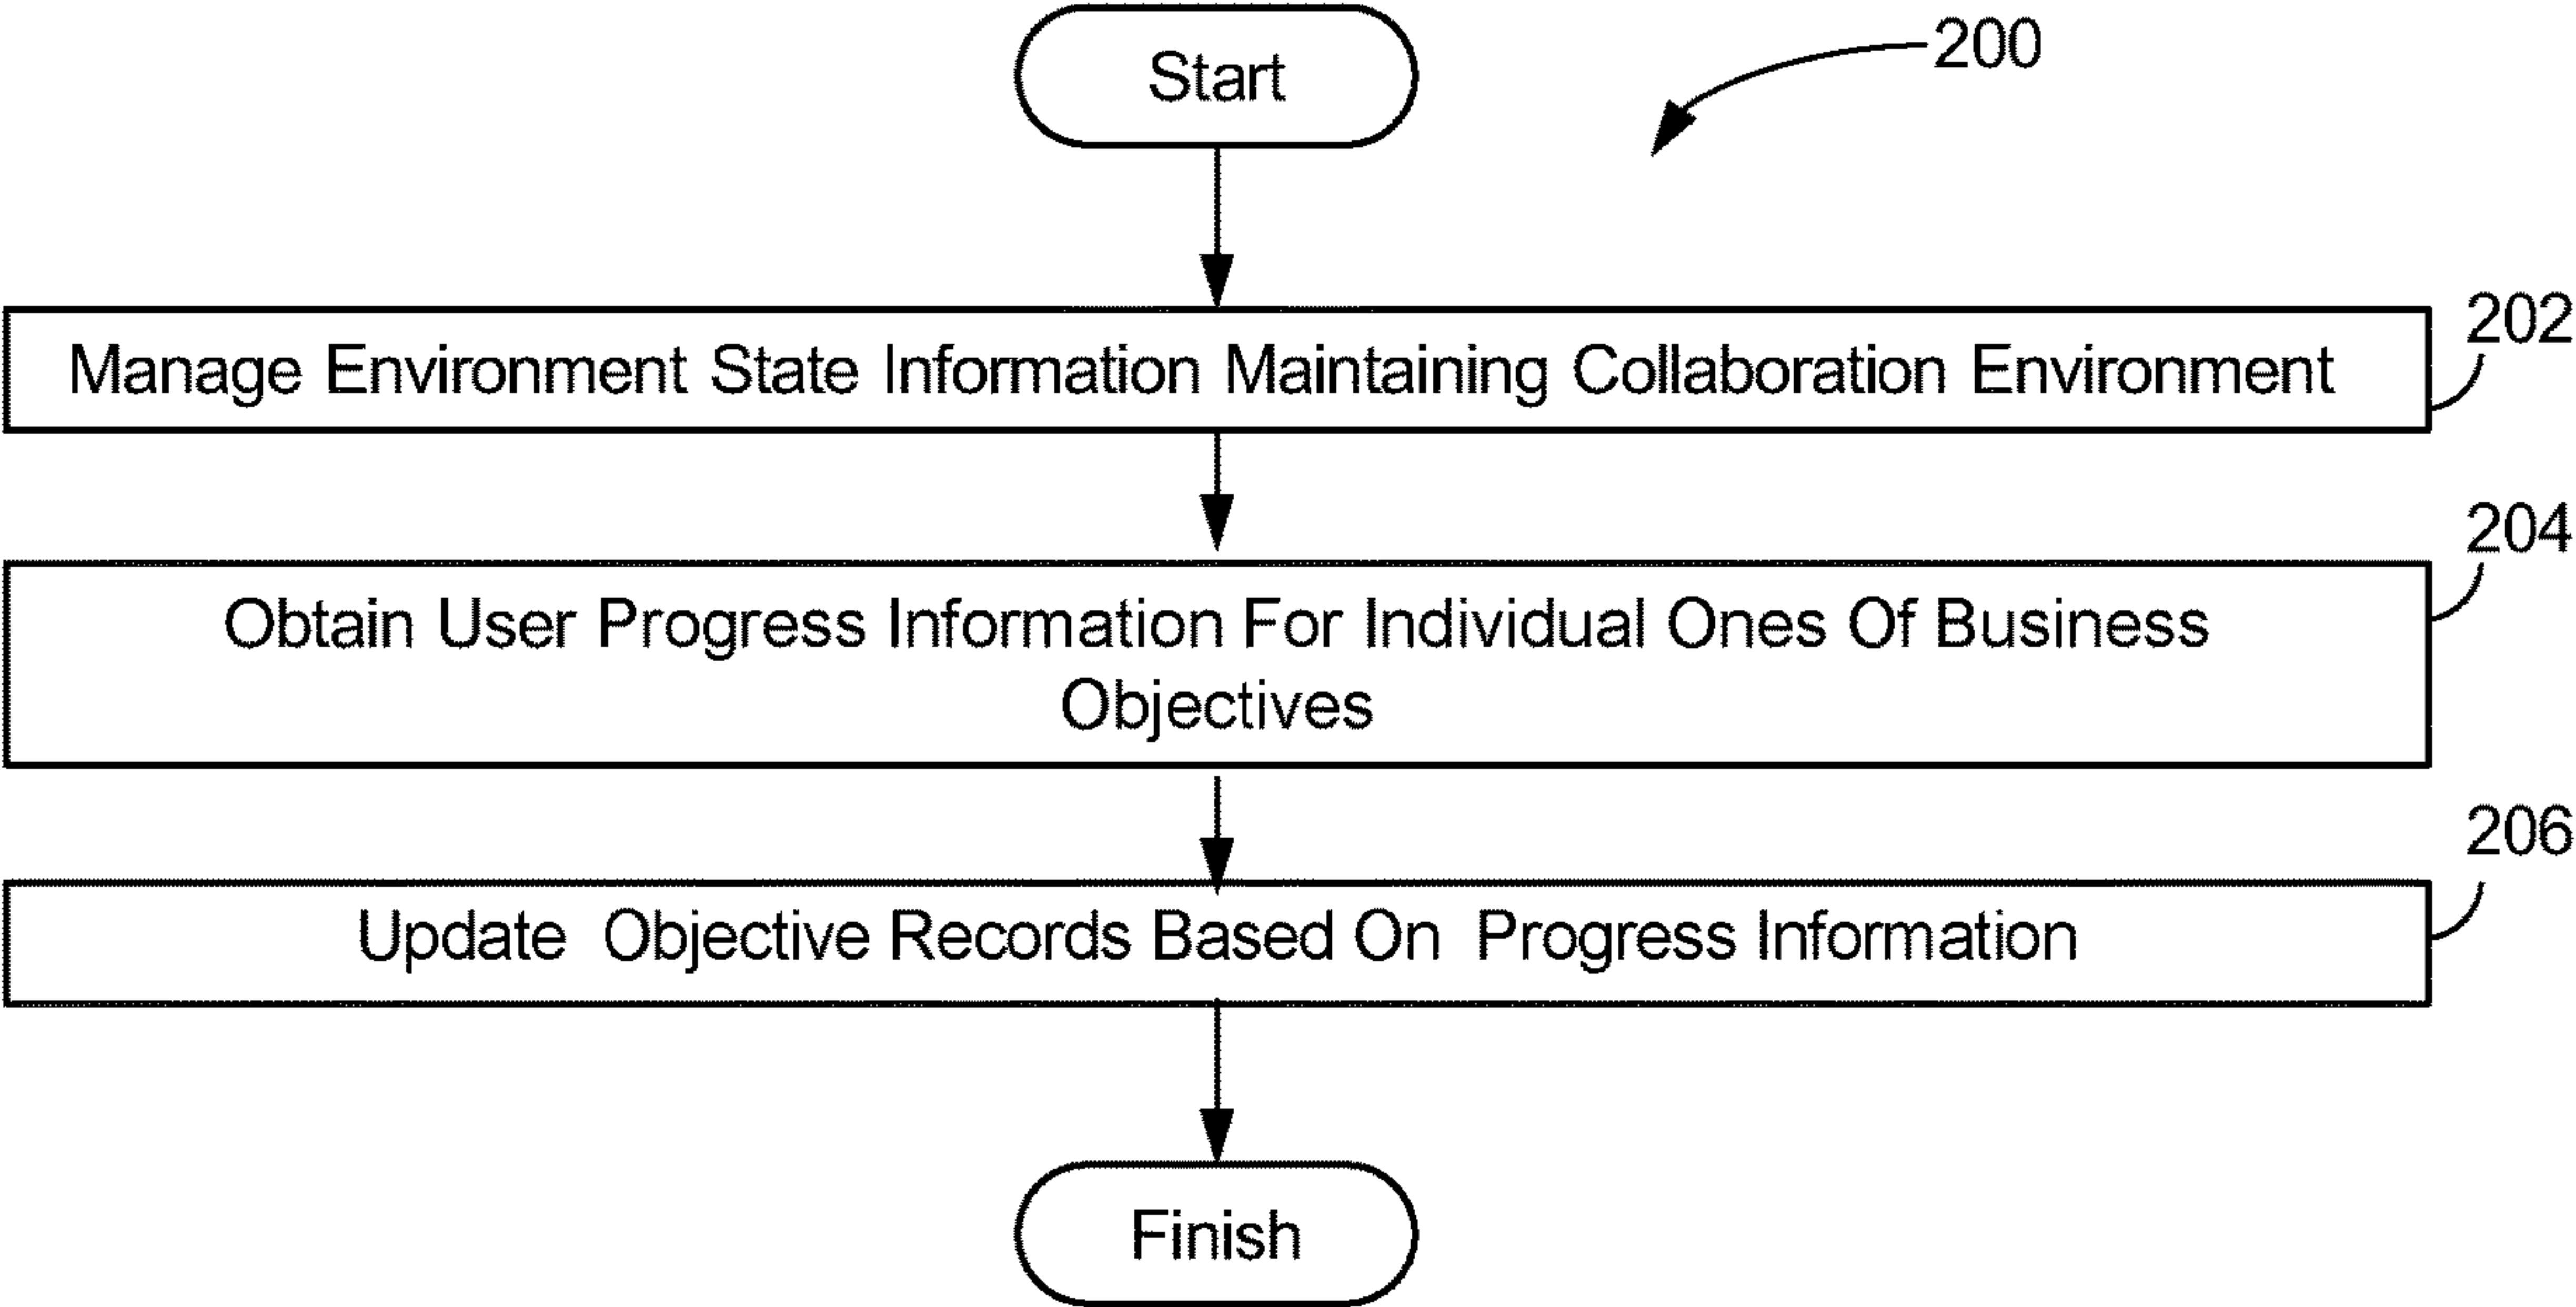 Start
200
Manage Environment State Information Maintaining Collaboration Environment
202
Obtain User Progress Information For Individual Ones Of Business
Objectives
204
Update Objective Records Based On Progress Information
206
Finish